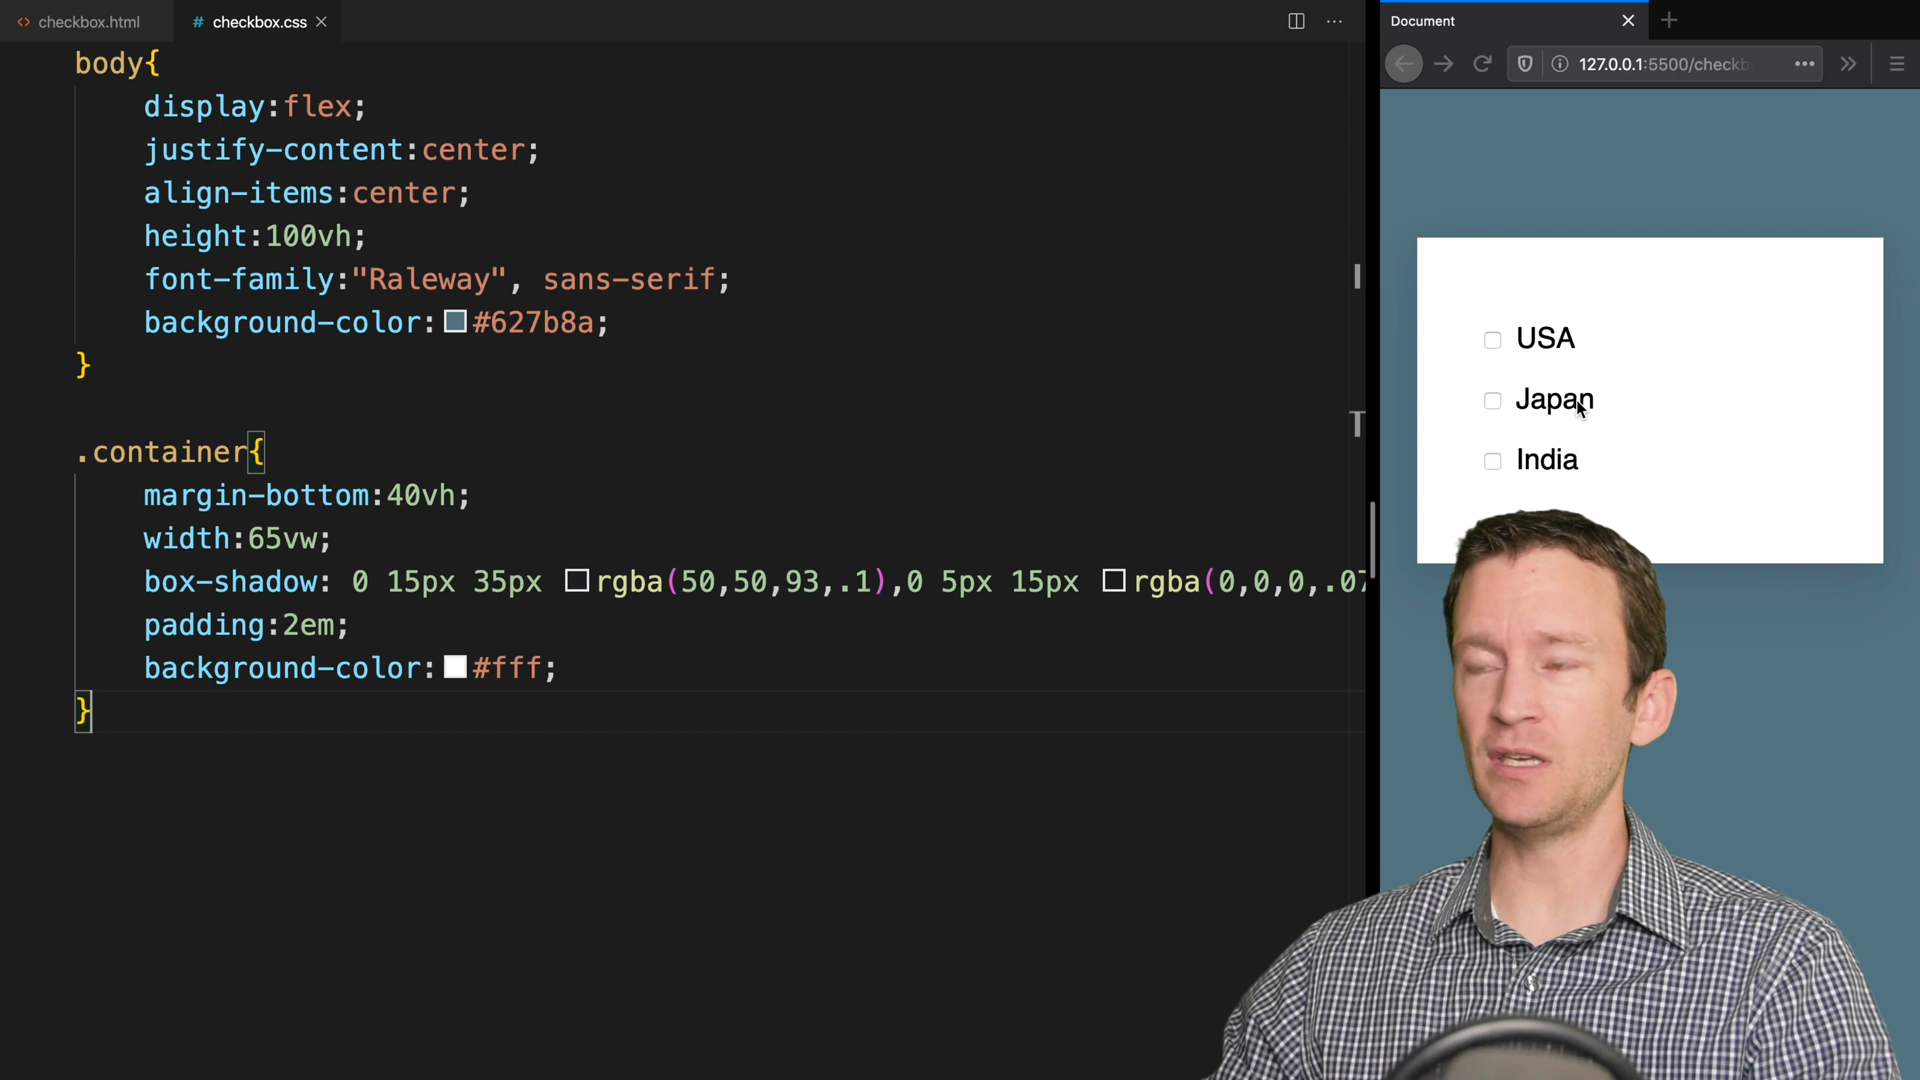 checkbox.html
# checkbox.css
body{
display:flex;
justify-content:center;
align-items:center;
height:100vh;
font-family:"Raleway", sans-serif;
background-color:#627b8a;
}
.container{
margin-bottom:40vh;
width:65vw;
box-shadow: 0 15px 35px rgba(50,50,93,.1),0 5px 15px rgba(0,0,0,.07
padding:2em;
background-color:#fff;
}
Document
127.0.0.1:5500/checkb
USA
Japan
India